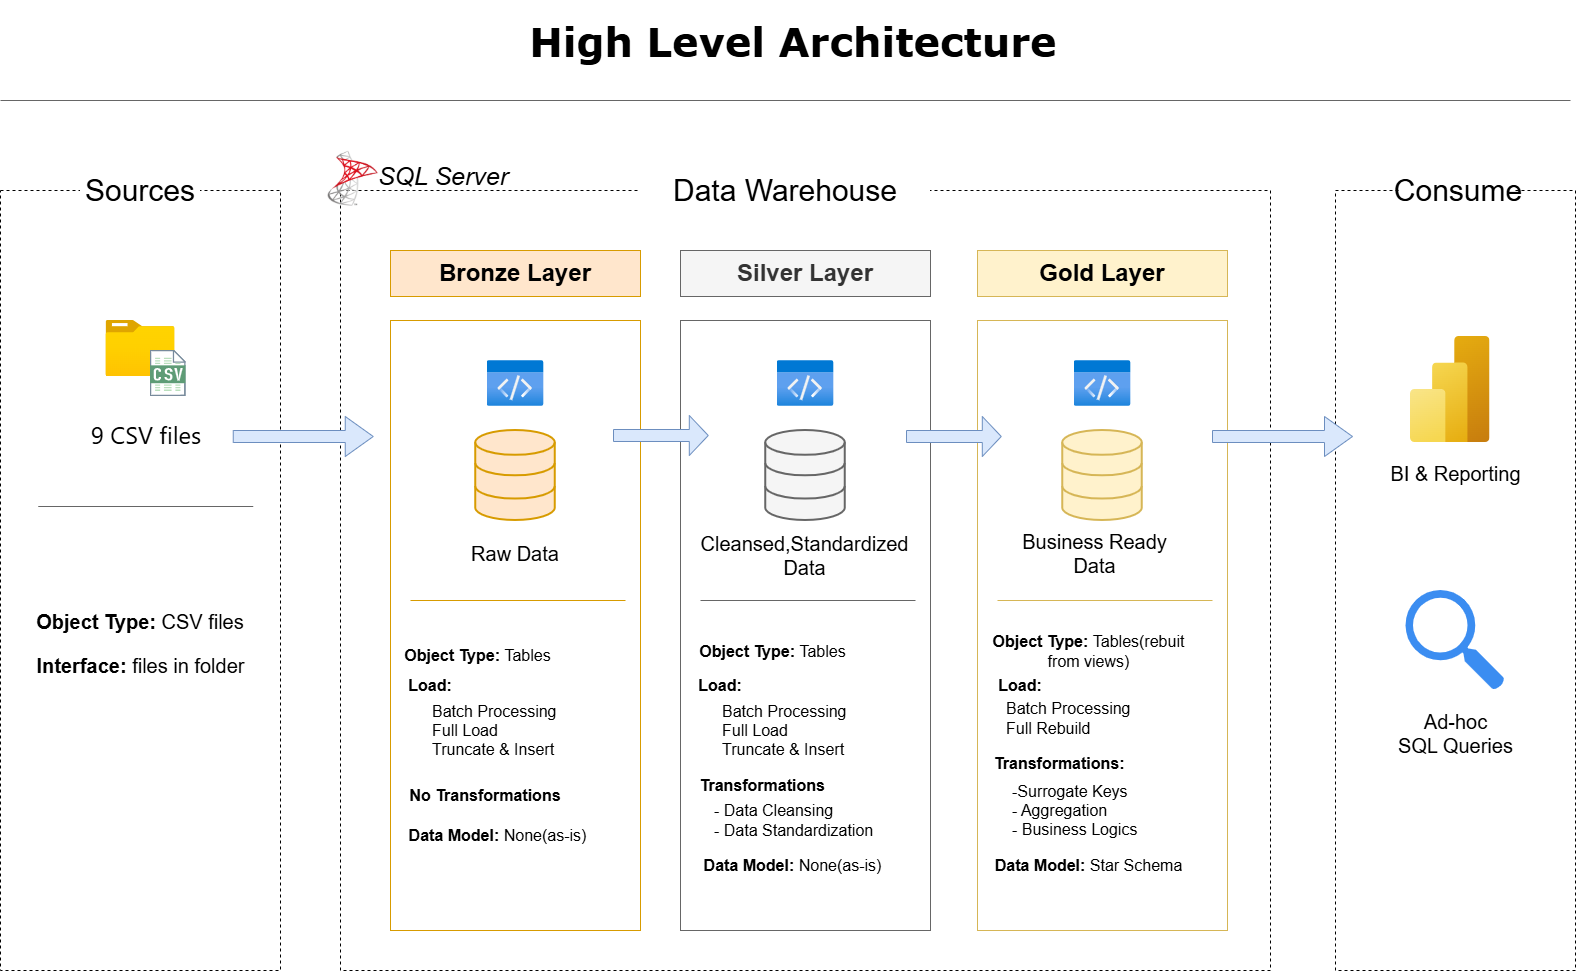 High Level Architecture
Sources
SQL Server
Data Warehouse
Consume
CSV
9 CSV files
Object Type: CSV files
Interface: files in folder
Bronze Layer
</>
Raw Data
Object Type: Tables
Load:
Batch Processing
Full Load
Truncate & Insert
No Transformations
Data Model: None(as-is)
Silver Layer
</>
Cleansed,Standardized
Data
Object Type: Tables
Load:
Batch Processing
Full Load
Truncate & Insert
Transformations
- Data Cleansing
- Data Standardization
Data Model: None(as-is)
Gold Layer
</>
Business Ready
Data
Object Type: Tables(rebuit
from views)
Load:
Batch Processing
Full Rebuild
Transformations:
-Surrogate Keys
- Aggregation
- Business Logics
Data Model: Star Schema
BI & Reporting
Ad-hoc
SQL Queries